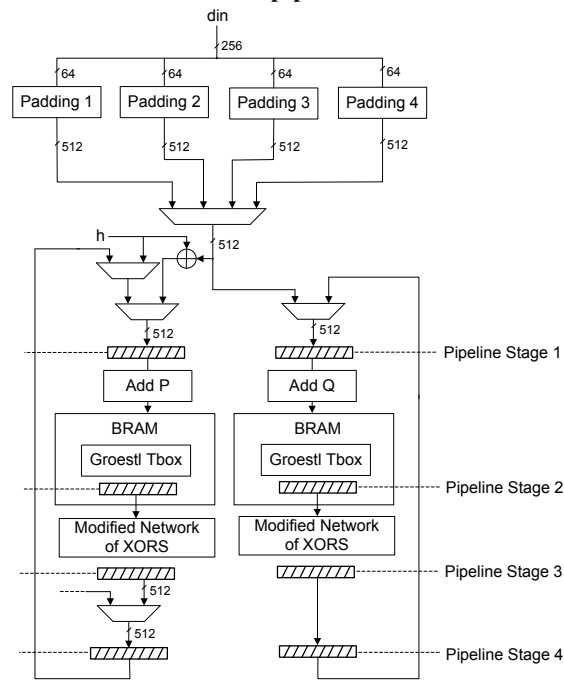 din
256
64
64
64
64
Padding 1
Padding 2
Padding 3
Padding 4
512
512
512
512
h
512
512
512
Pipeline Stage 1
Add P
Add Q
BRAM
BRAM
Groestl Tbox
Groestl Tbox
Pipeline Stage 2
Modified Network
of XORS
Modified Network
of XORS
Pipeline Stage 3
512
512
Pipeline Stage 4